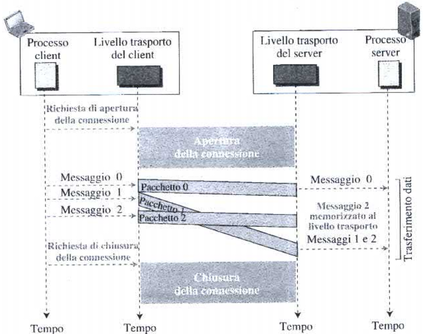 Processo
client
Livello trasporto
del client
Livello trasporto
del server
Processo
server
Richiesta di apertura
della connessione
Apertura
della connessione
Messaggio 0
Messaggio 1
Messaggio 2
Pacchetto 0
Pacchetto 1
Pacchetto 2
Messaggio 0
Messaggio 2
memorizzato al
livello trasporto
Messaggi 1 e 2
Trasferimento dati
Richiesta di chiusura
della connessione
Chiusura
della connessione
Tempo
Tempo
Tempo
Tempo